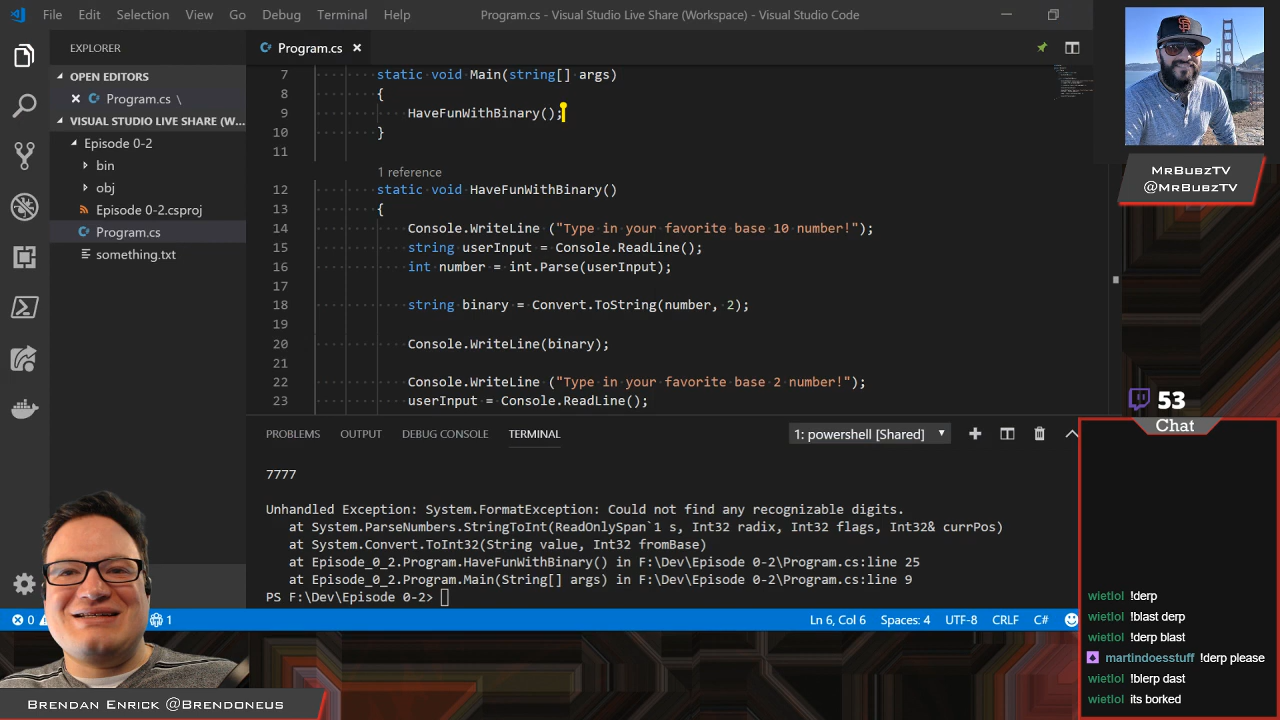 File Edit Selection View Go Debug Terminal Help Program.cs - Visual Studio Live Share (Workspace) - Visual Studio Code
EXPLORER
OPEN EDITORS
Program.cs \
VISUAL STUDIO LIVE SHARE (W...
Episode 0-2
bin
obj
Episode 0-2.csproj
Program.cs
something.txt
Program.cs
7 static void Main(string[] args)
8 {
9 HaveFunWithBinary();
10 }
11
1 reference
12 static void HaveFunWithBinary()
13 {
14 Console.WriteLine ("Type in your favorite base 10 number!");
15 string userInput = Console.ReadLine();
16 int number = int.Parse(userInput);
17
18 string binary = Convert.ToString(number, 2);
19
20 Console.WriteLine(binary);
21
22 Console.WriteLine ("Type in your favorite base 2 number!");
23 userInput = Console.ReadLine();
PROBLEMS OUTPUT DEBUG CONSOLE TERMINAL 1: powershell [Shared]
7777
Unhandled Exception: System.FormatException: Could not find any recognizable digits.
at System.ParseNumbers.StringToInt(ReadOnlySpan`1 s, Int32 radix, Int32 flags, Int32& currPos)
at System.Convert.ToInt32(String value, Int32 fromBase)
at Episode_0_2.Program.HaveFunWithBinary() in F:\Dev\Episode 0-2\Program.cs:line 25
at Episode_0_2.Program.Main(String[] args) in F:\Dev\Episode 0-2\Program.cs:line 9
PS F:\Dev\Episode 0-2>
0 1 Ln 6, Col 6 Spaces: 4 UTF-8 CRLF C#
Brendan Enrick @Brendoneus
MrBubzTV
@MrBubzTV
53
Chat
wietlol !derp
wietlol !blast derp
wietlol !derp blast
martindoesstuff !derp please
wietlol !blerp dast
wietlol its borked